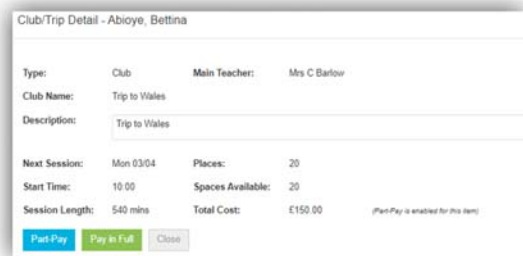 Club/Trip Detail - Abioye, Bettina
Type: Club Main Teacher: Mrs C Barlow
Club Name: Trip to Wales
Description: Trip to Wales
Next Session: Mon 03/04 Places: 20
Start Time: 10:00 Spaces Available: 20
Session Length: 540 mins Total Cost: £150.00 (Part-Pay is enabled for this item)
Part-Pay Pay in Full Close